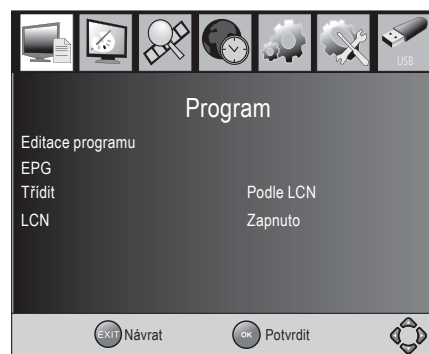 USB
Program
Editace programu
EPG
Třídit Podle LCN
LCN Zapnuto
EXIT Návrat OK Potvrdit